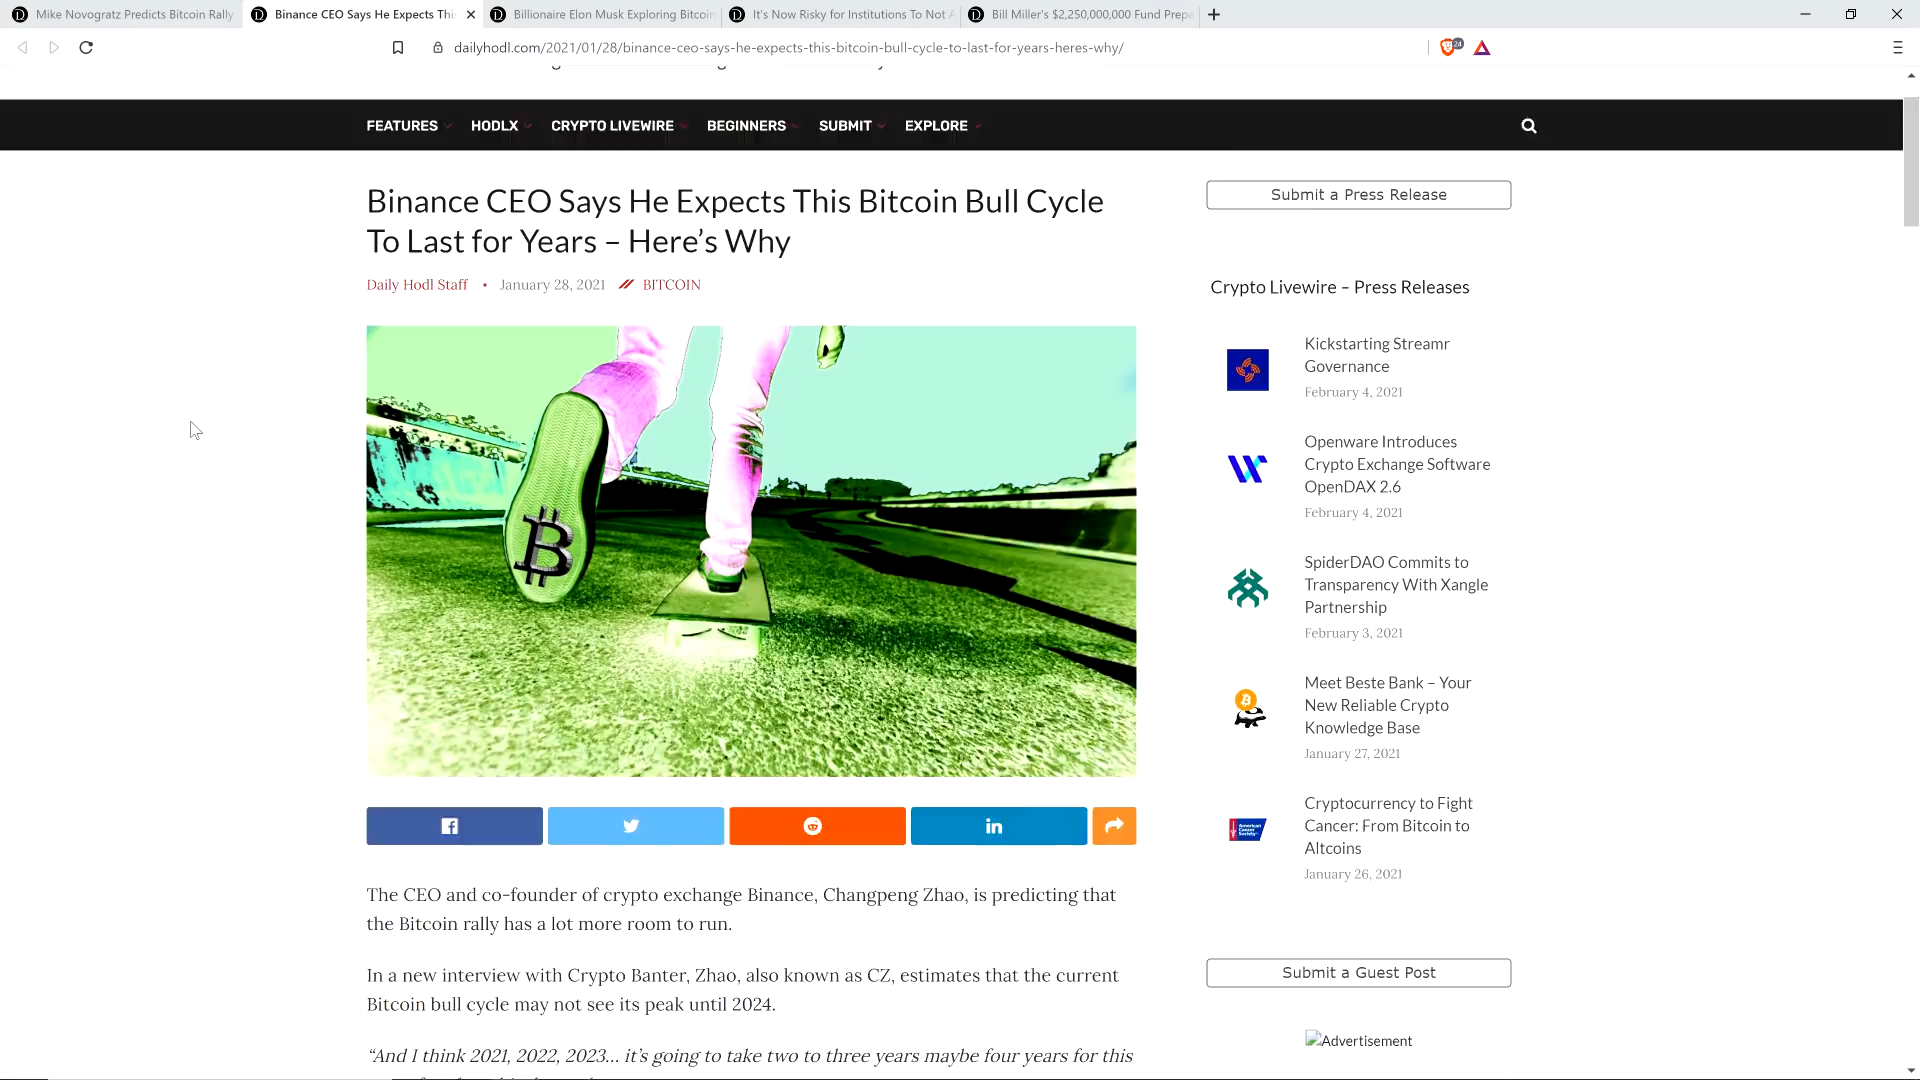 Mike Novogratz Predicts Bitcoin Rally
Binance CEO Says He Expects This
Billionaire Elon Musk Exploring Bitcoin
It's Now Risky for Institutions To Not A
Bill Miller's $2,250,000,000 Fund Prepa
dailyhodl.com/2021/01/28/binance-ceo-says-he-expects-this-bitcoin-bull-cycle-to-last-for-years-heres-why/
24
FEATURES HODLX CRYPTO LIVEWIRE BEGINNERS SUBMIT EXPLORE
Binance CEO Says He Expects This Bitcoin Bull Cycle
To Last for Years – Here’s Why
Daily Hodl Staff • January 28, 2021 BITCOIN
The CEO and co-founder of crypto exchange Binance, Changpeng Zhao, is predicting that
the Bitcoin rally has a lot more room to run.
In a new interview with Crypto Banter, Zhao, also known as CZ, estimates that the current
Bitcoin bull cycle may not see its peak until 2024.
“And I think 2021, 2022, 2023… it’s going to take two to three years maybe four years for this
Submit a Press Release
Crypto Livewire – Press Releases
Kickstarting Streamr
Governance
February 4, 2021
Openware Introduces
Crypto Exchange Software
OpenDAX 2.6
February 4, 2021
SpiderDAO Commits to
Transparency With Xangle
Partnership
February 3, 2021
Meet Beste Bank – Your
New Reliable Crypto
Knowledge Base
January 27, 2021
American
Cancer
Society
Cryptocurrency to Fight
Cancer: From Bitcoin to
Altcoins
January 26, 2021
Submit a Guest Post
Advertisement